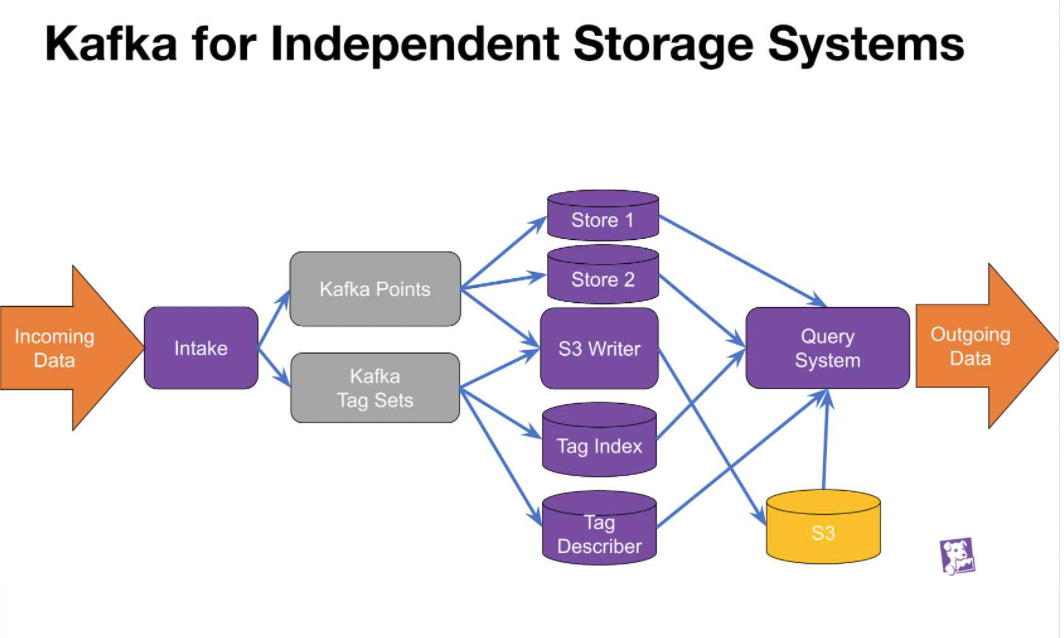 Kafka for Independent Storage Systems
Incoming
Data
Intake
Kafka Points
Kafka
Tag Sets
Store 1
Store 2
S3 Writer
Tag Index
Tag
Describer
Query
System
S3
Outgoing
Data